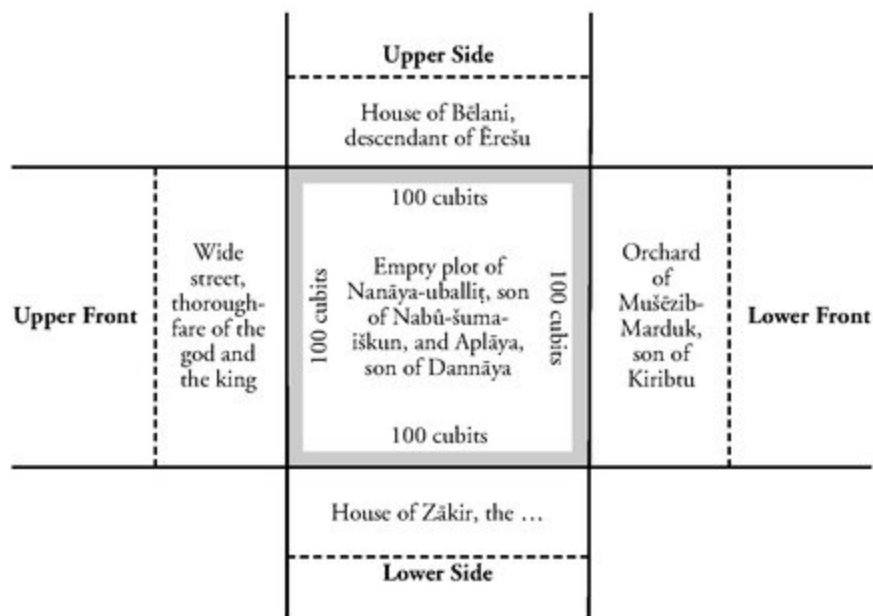 Upper Side
House of Bēlani,
descendant of Ērešu
100 cubits
Upper Front
Wide
street,
thorough-
fare of the
god and
the king
100 cubits
Empty plot of
Nanāya-uballiṭ, son
of Nabû-šuma-
iškun, and Aplāya,
son of Dannāya
100 cubits
Orchard
of
Mušēzib-
Marduk,
son of
Kiribtu
Lower Front
100 cubits
House of Zākir, the …
Lower Side